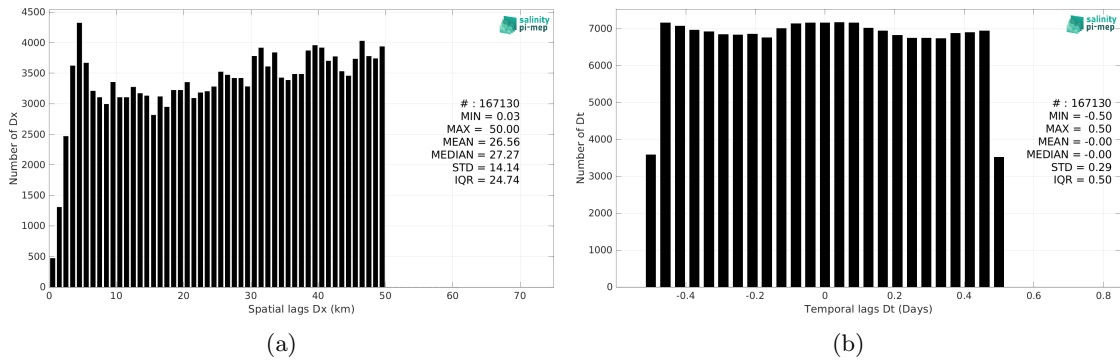 4500
4000
3500
3000
2500
2000
1500
1000
500
0
Number of Dx
0 10 20 30 40 50 60 70
Spatial lags Dx (km)
salinity
pi-mep
# : 167130
MIN = 0.03
MAX = 50.00
MEAN = 26.56
MEDIAN = 27.27
STD = 14.14
IQR = 24.74
(a)
7000
6000
5000
4000
3000
2000
1000
0
Number of Dt
-0.4 -0.2 0 0.2 0.4 0.6 0.8
Temporal lags Dt (Days)
salinity
pi-mep
# : 167130
MIN = -0.50
MAX = 0.50
MEAN = -0.00
MEDIAN = -0.00
STD = 0.29
IQR = 0.50
(b)